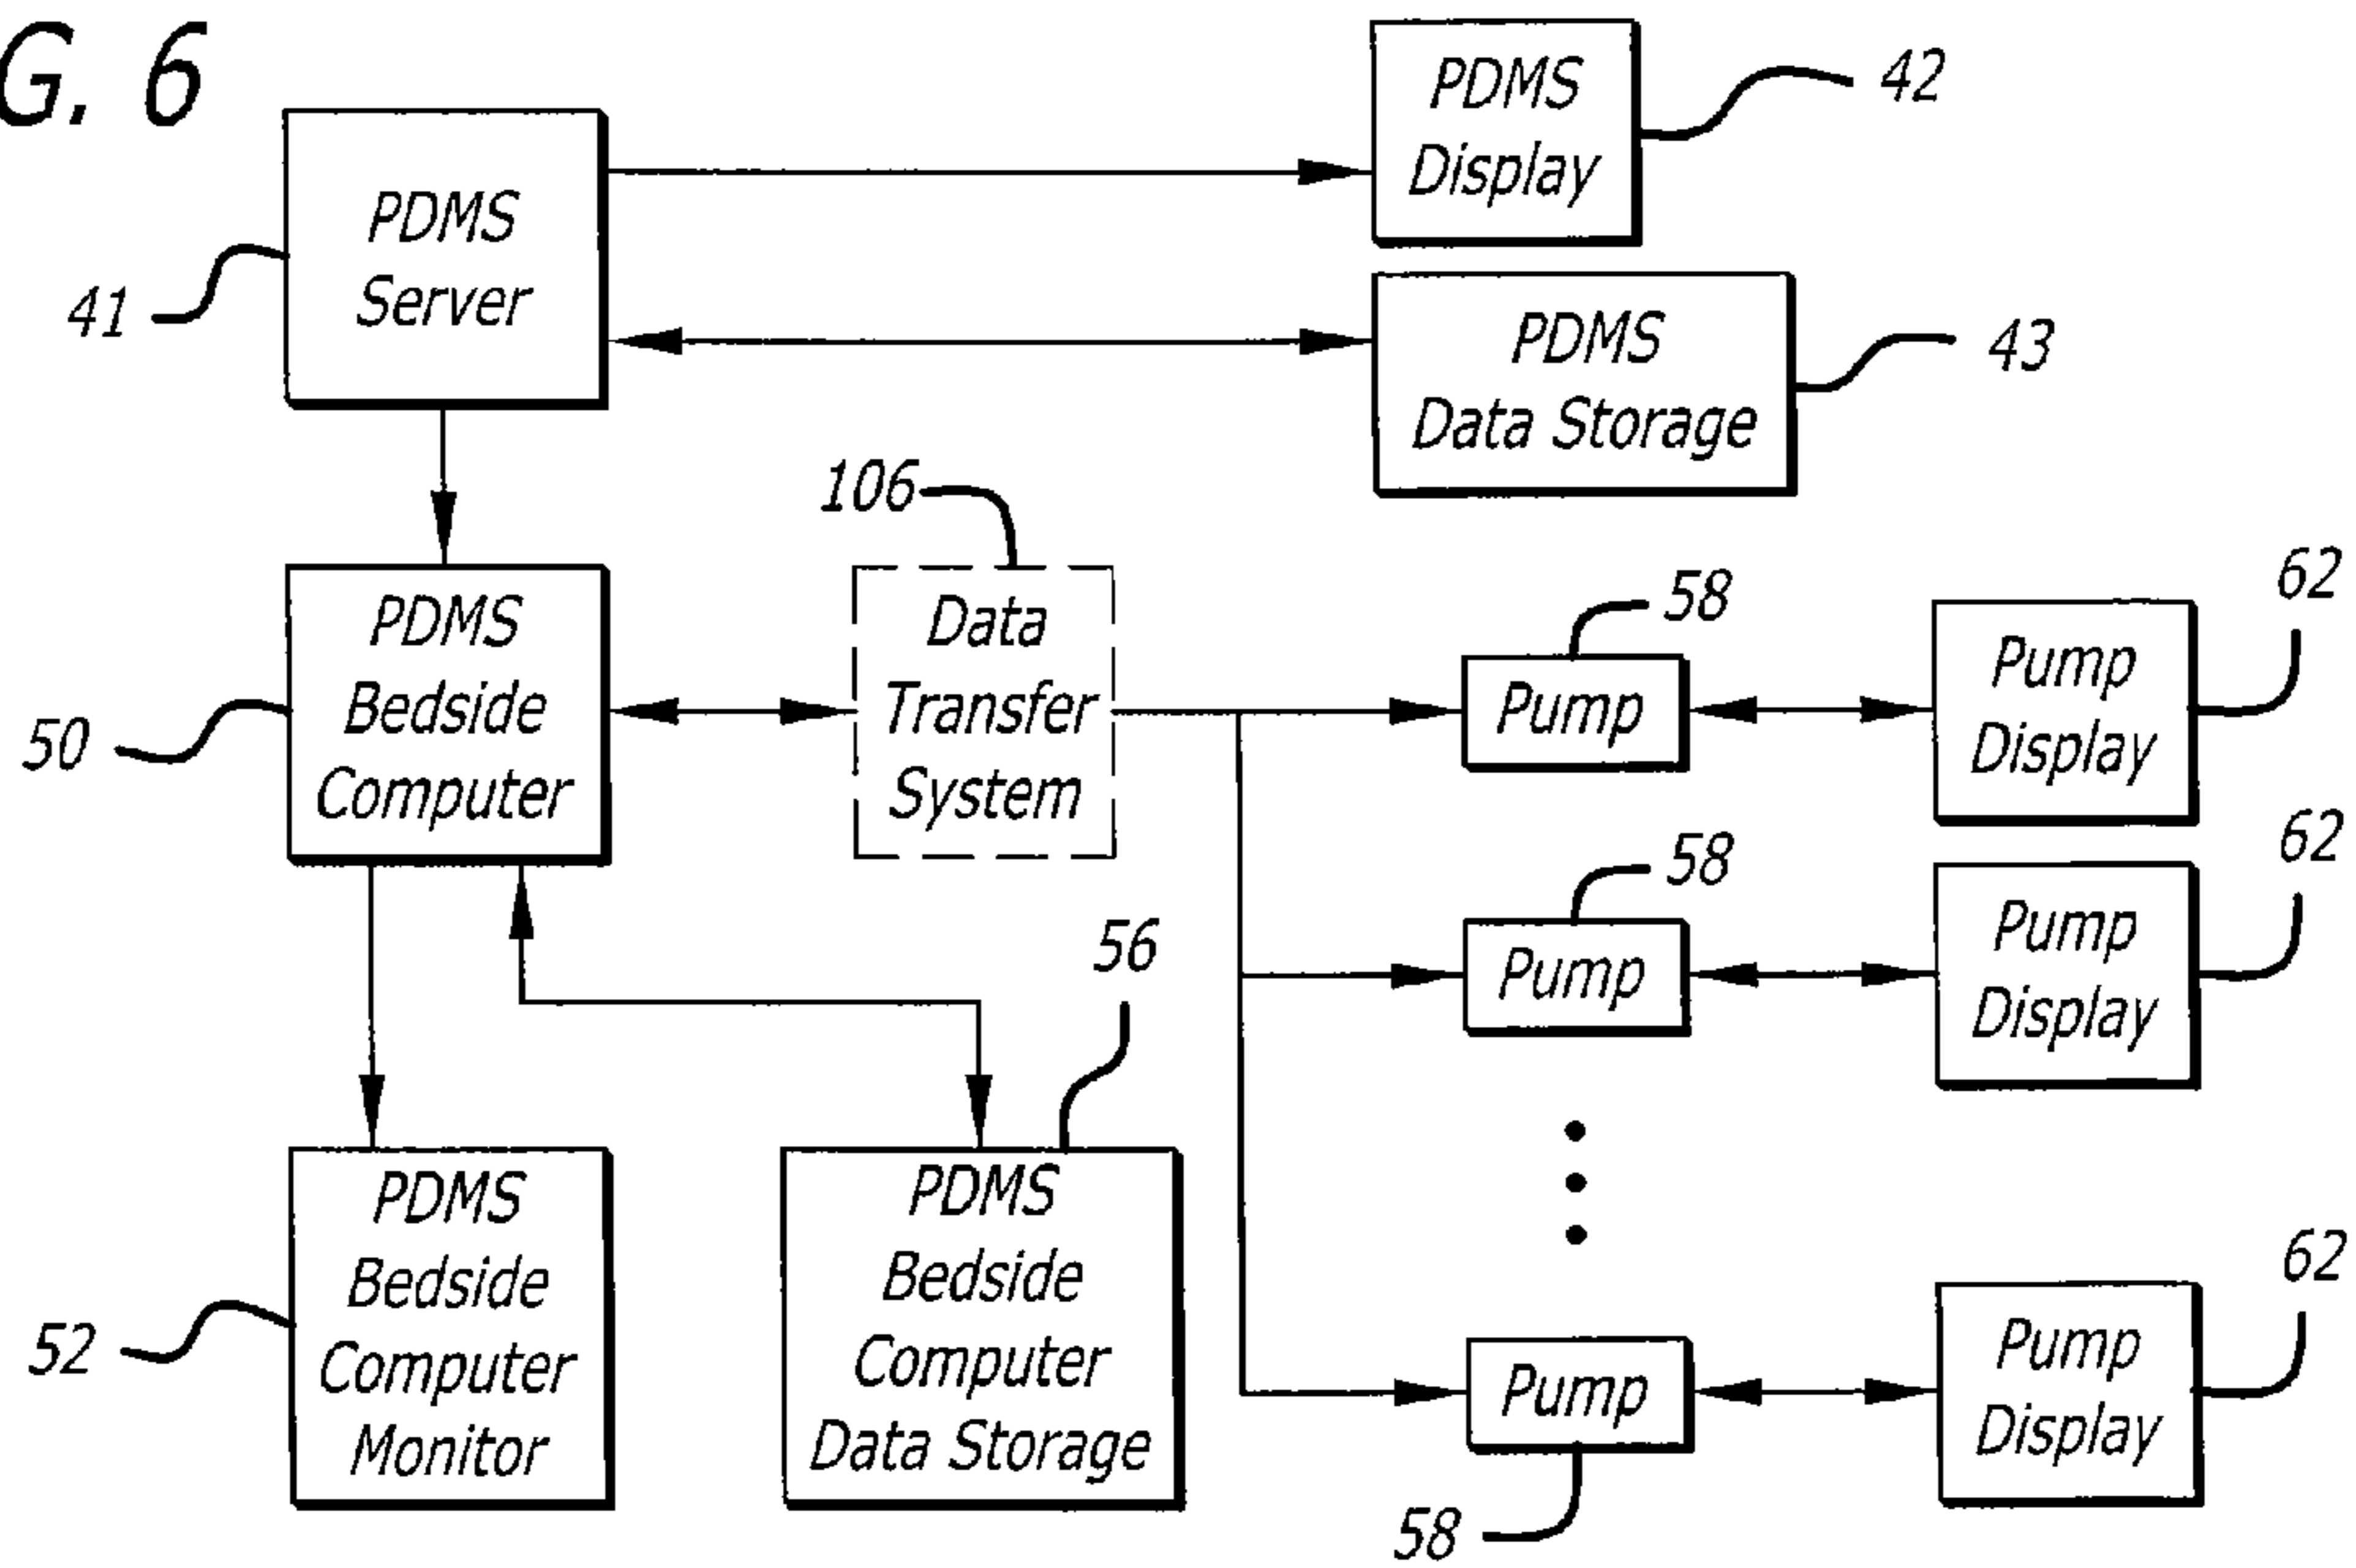 G. 6
PDMS
Display
42
PDMS
Server
41
PDMS
Data Storage
43
106
PDMS
Bedside
Computer
50
Data
Transfer
System
58
Pump
Pump
Display
62
58
Pump
Pump
Display
62
56
PDMS
Bedside
Computer
Monitor
52
PDMS
Bedside
Computer
Data Storage
Pump
58
Pump
Display
62